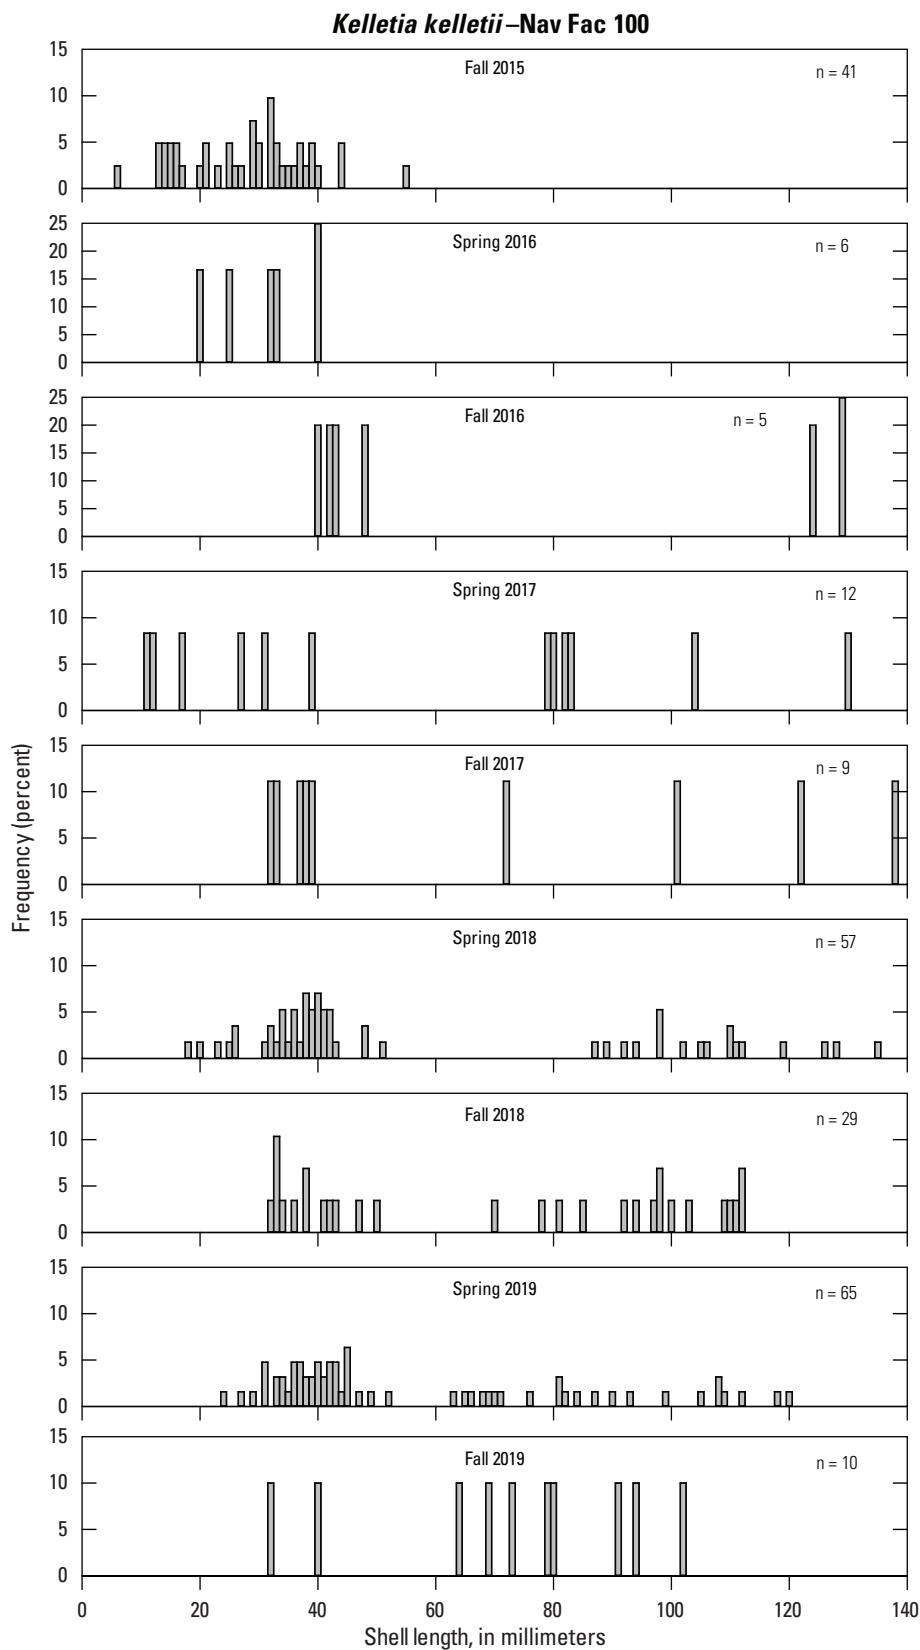 Kelletia kelletii–Nav Fac 100
15
Fall 2015
n = 41
10
5
0
25
Spring 2016
n = 6
20
15
10
5
0
25
Fall 2016
n = 5
20
15
10
5
0
15
Spring 2017
n = 12
10
5
0
15
Fall 2017
n = 9
10
5
0
15
Spring 2018
n = 57
10
5
0
15
Fall 2018
n = 29
10
5
0
15
Spring 2019
n = 65
10
5
0
15
Fall 2019
n = 10
10
5
0
Frequency (percent)
0 20 40 60 80 100 120 140
Shell length, in millimeters